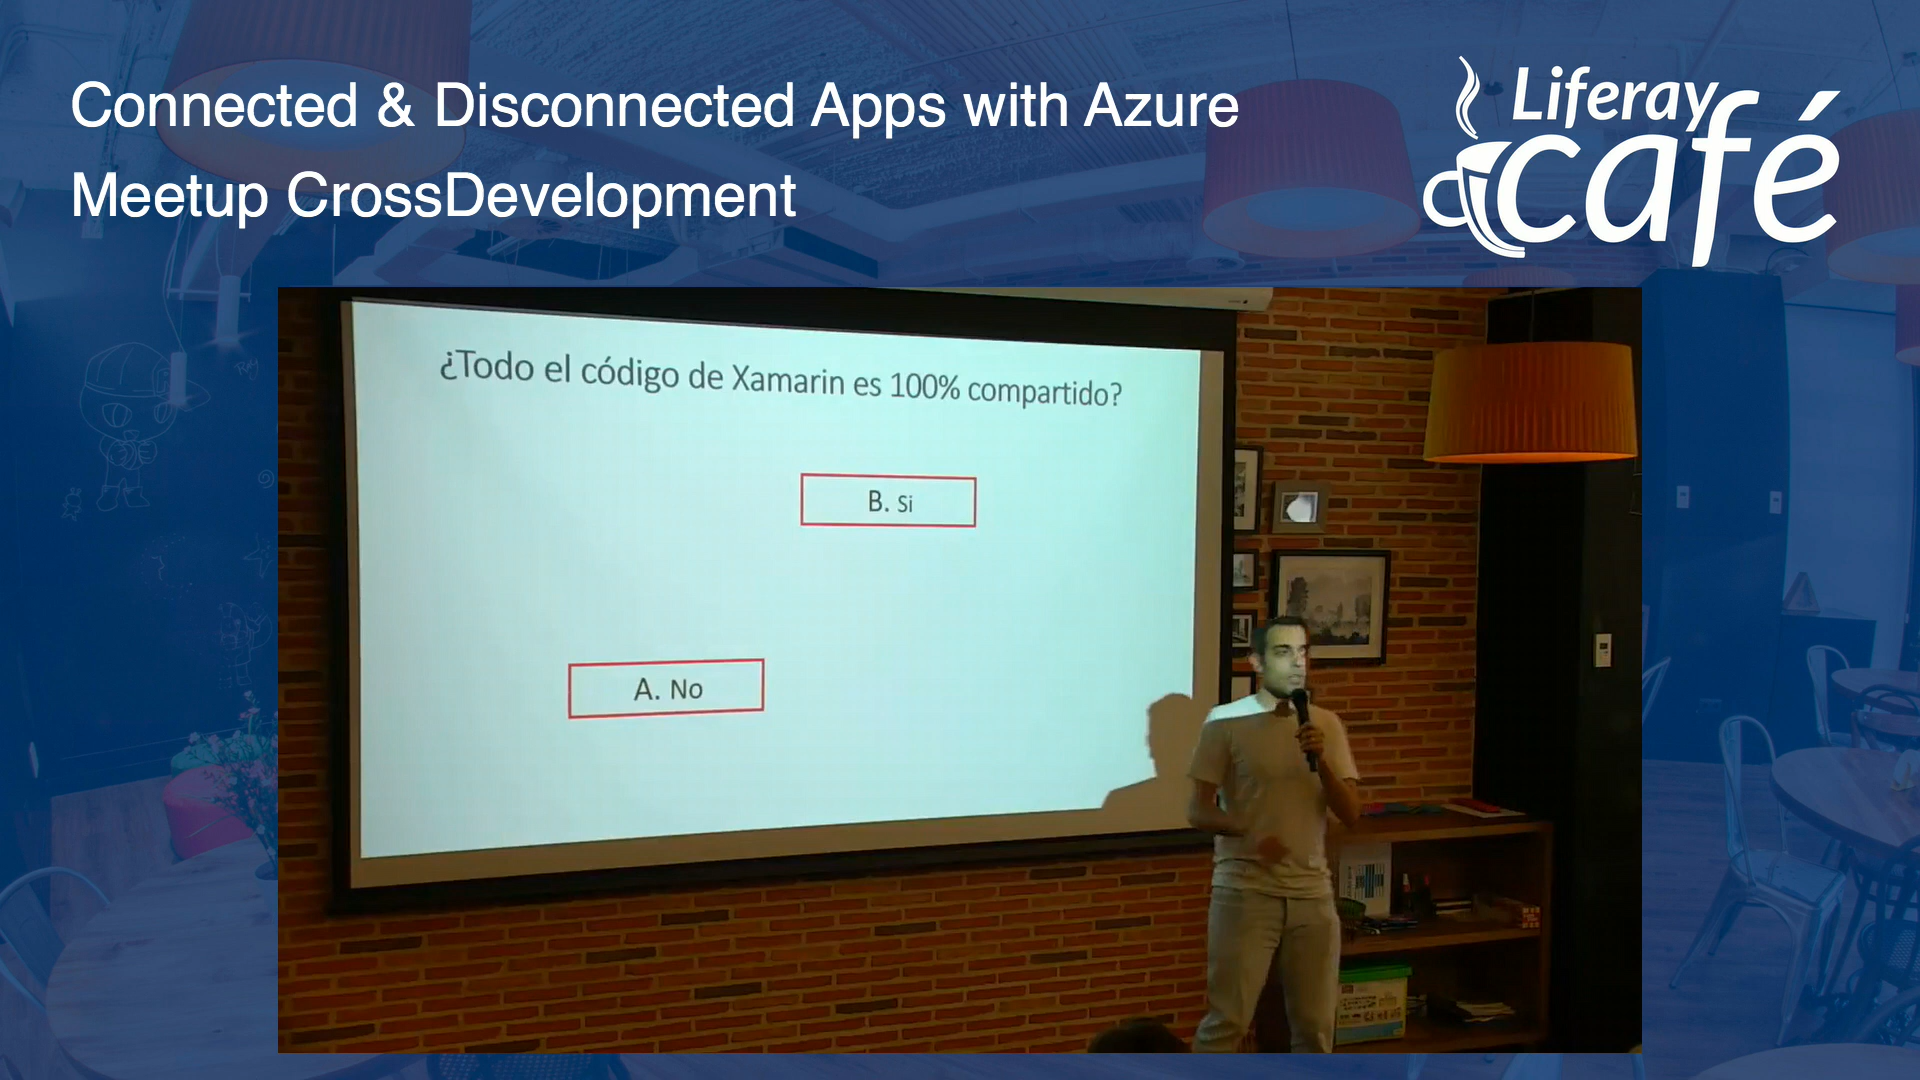 Connected & Disconnected Apps with Azure
Meetup CrossDevelopment
Liferay
café
¿Todo el código de Xamarin es 100% compartido?
B. Si
A. No